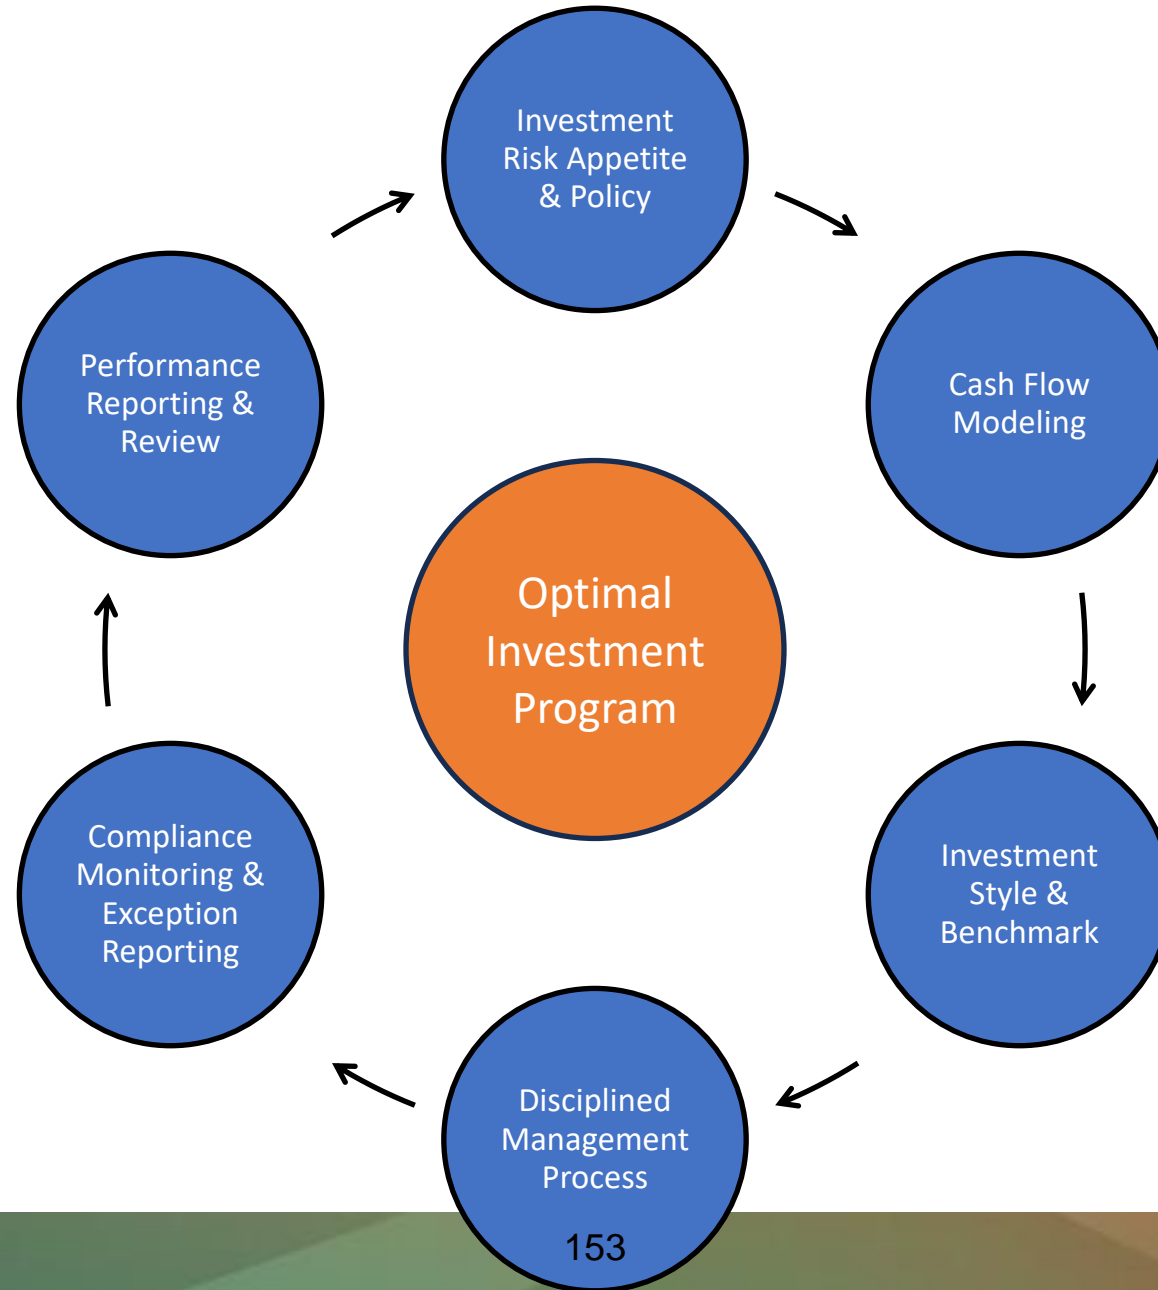 Investment
Risk Appetite
& Policy
Cash Flow
Modeling
Investment
Style &
Benchmark
Disciplined
Management
Process
Compliance
Monitoring &
Exception
Reporting
Performance
Reporting &
Review
Optimal
Investment
Program
153